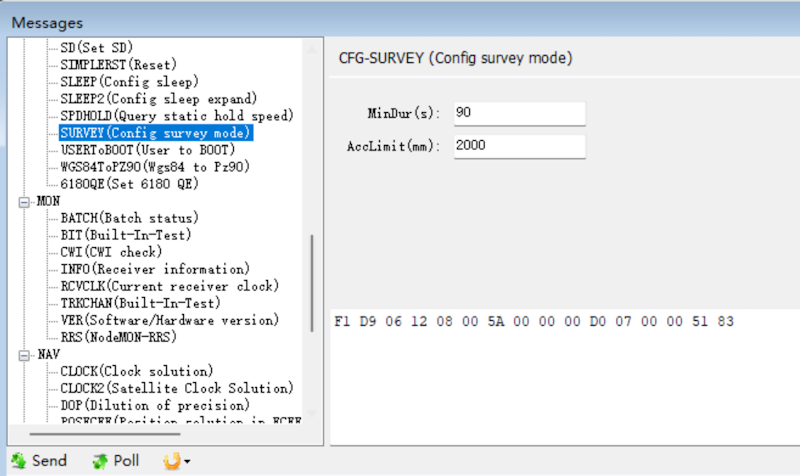 Messages
SD(Set SD)
SIMPLERST(Reset)
SLEEP(Config sleep)
SLEEP2(Config sleep expand)
SPDHOLD(Query static hold speed)
SURVEY(Config survey mode)
USERToBOOT(User to BOOT)
WGS84ToPZ90(Wgs84 to Pz90)
6180QE(Set 6180 QE)
MON
BATCH(Batch status)
BIT(Built-In-Test)
CWI(CWI check)
INFO(Receiver information)
RCVCLK(Current receiver clock)
TRKCHAN(Built-In-Test)
VER(Software/Hardware version)
RRS(NodeMON-RRS)
NAV
CLOCK(Clock solution)
CLOCK2(Satellite Clock Solution)
DOP(Dilution of precision)
POSECEF(Position solution in ECEF
CFG-SURVEY (Config survey mode)
MinDur(s): 90
AccLimit(mm): 2000
F1 D9 06 12 08 00 5A 00 00 00 D0 07 00 00 51 83
Send Poll